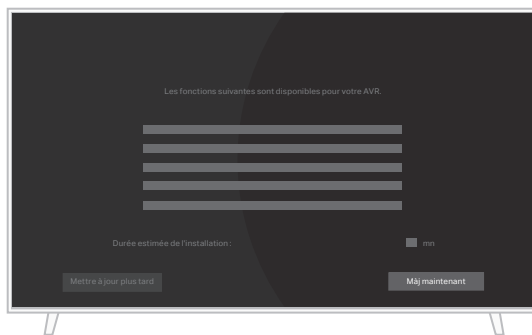 Les fonctions suivantes sont disponibles pour votre AVR.
Durée estimée de l'installation : mn
Mettre à jour plus tard Màj maintenant